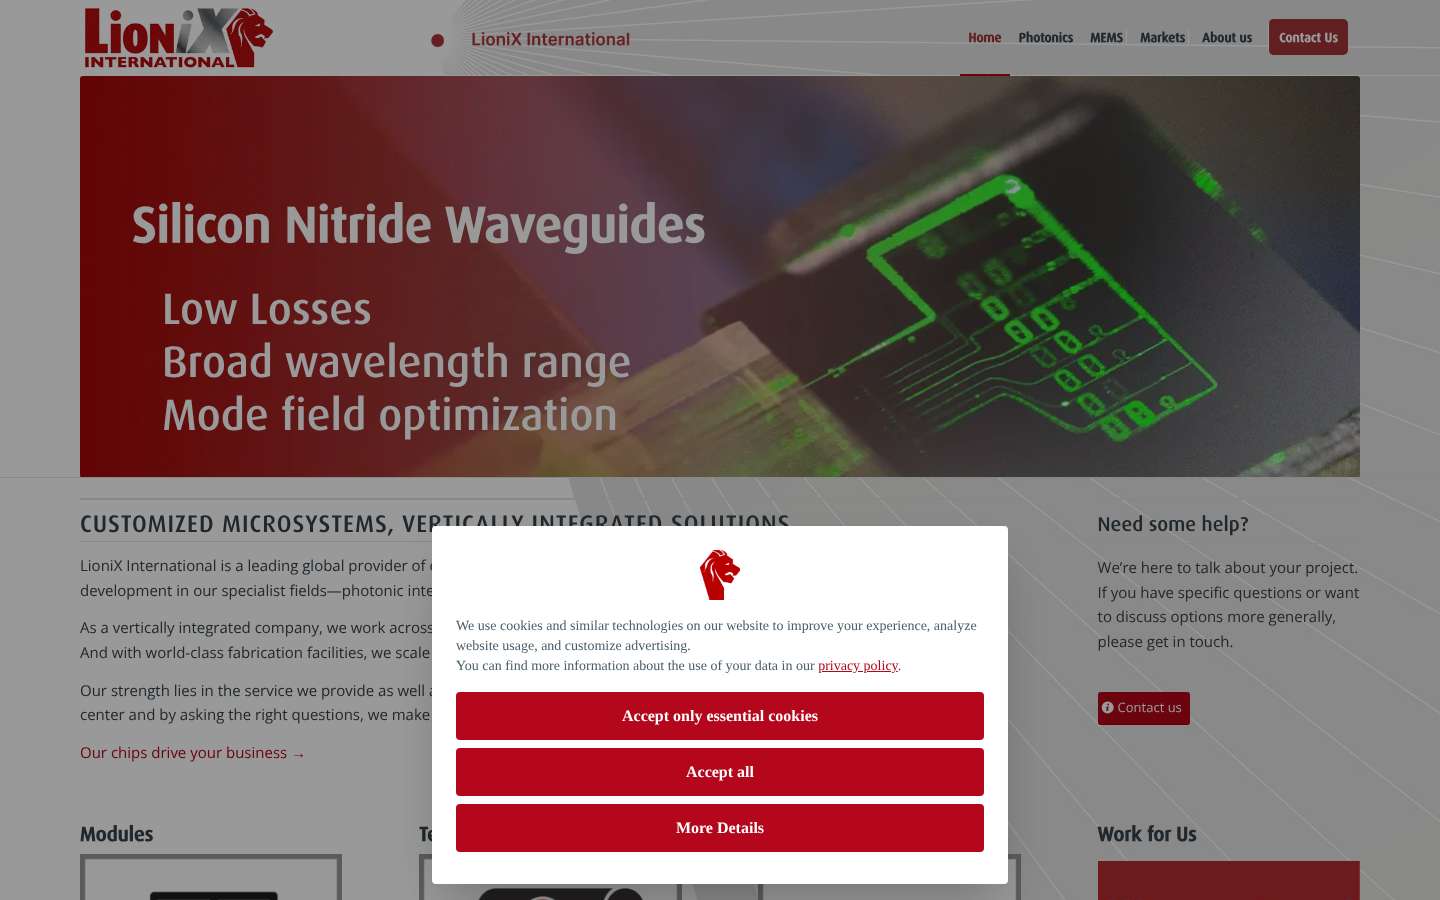 LioniX
INTERNATIONAL
LioniX International
Home Photonics MEMS Markets About us Contact Us
Silicon Nitride Waveguides
Low Losses
Broad wavelength range
Mode field optimization
CUSTOMIZED MICROSYSTEMS, VERTICALLY INTEGRATED SOLUTIONS
LioniX International is a leading global provider of
development in our specialist fields—photonic
As a vertically integrated company, we work across
And with world-class fabrication facilities, we scale
Our strength lies in the service we provide as well
center and by asking the right questions, we make
Our chips drive your business →
Need some help?
We’re here to talk about your project.
If you have specific questions or want
to discuss options more generally,
please get in touch.
Contact us
We use cookies and similar technologies on our website to improve your experience, analyze
website usage, and customize advertising.
You can find more information about the use of your data in our privacy policy.
Accept only essential cookies
Accept all
More Details
Modules
Work for Us